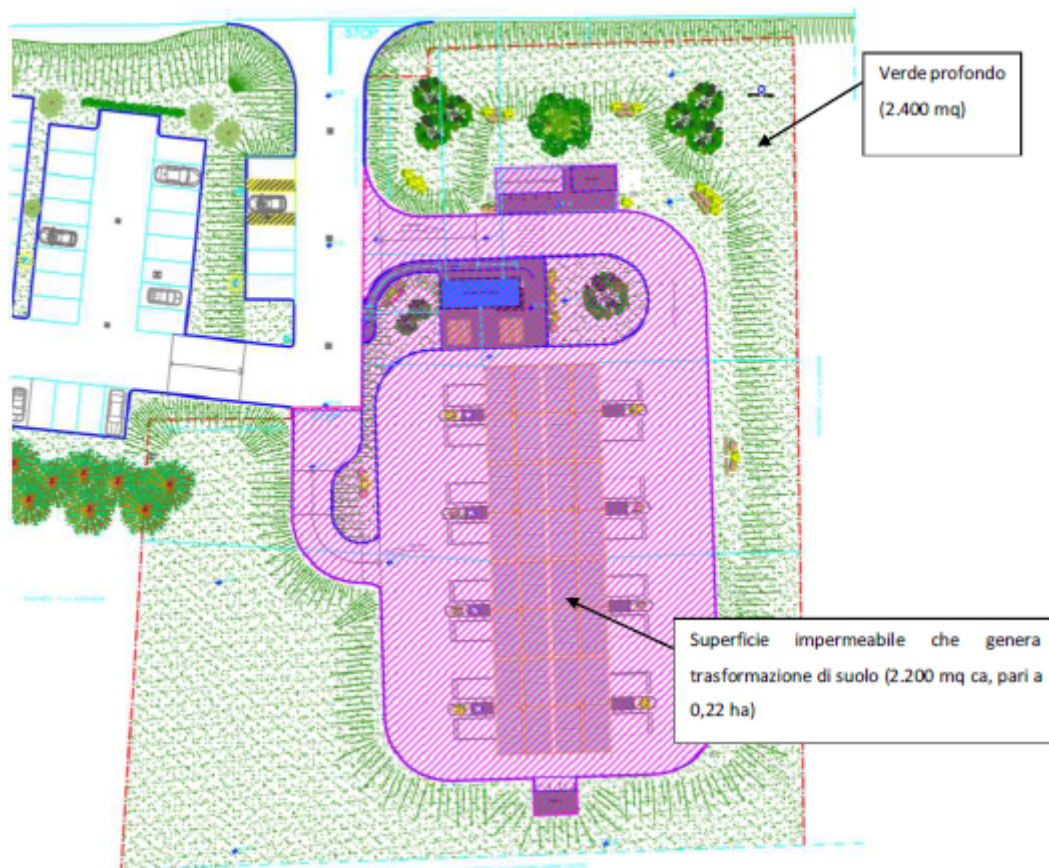 STOP
Verde profondo
(2.400 mq)
Superficie impermeabile che genera
trasformazione di suolo (2.200 mq ca, pari a
0,22 ha)